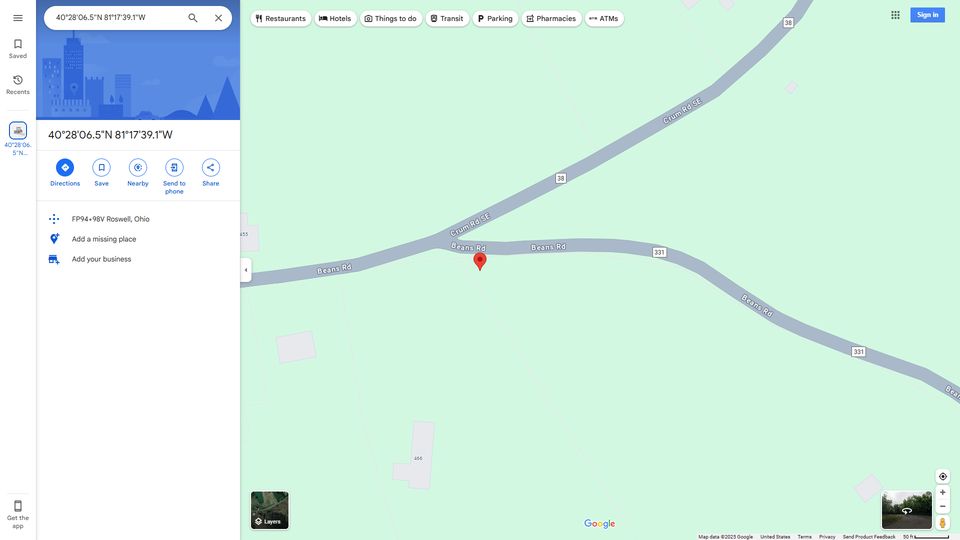 40°28'06.5"N 81°17'39.1"W
Restaurants
Hotels
Things to do
Transit
Parking
Pharmacies
ATMs
Sign in
Saved
Recents
40°28'06.
5"N...
Get the
app
40°28'06.5"N 81°17'39.1"W
Directions
Save
Nearby
Send to
phone
Share
FP94+98V Roswell, Ohio
Add a missing place
Add your business
38
Crum Rd SE
38
Crum Rd SE
Beans Rd
Beans Rd
331
Beans Rd
Beans Rd
331
Bean
455
466
Layers
Google
Map data ©2025 Google
United States
Terms
Privacy
Send Product Feedback
50 ft